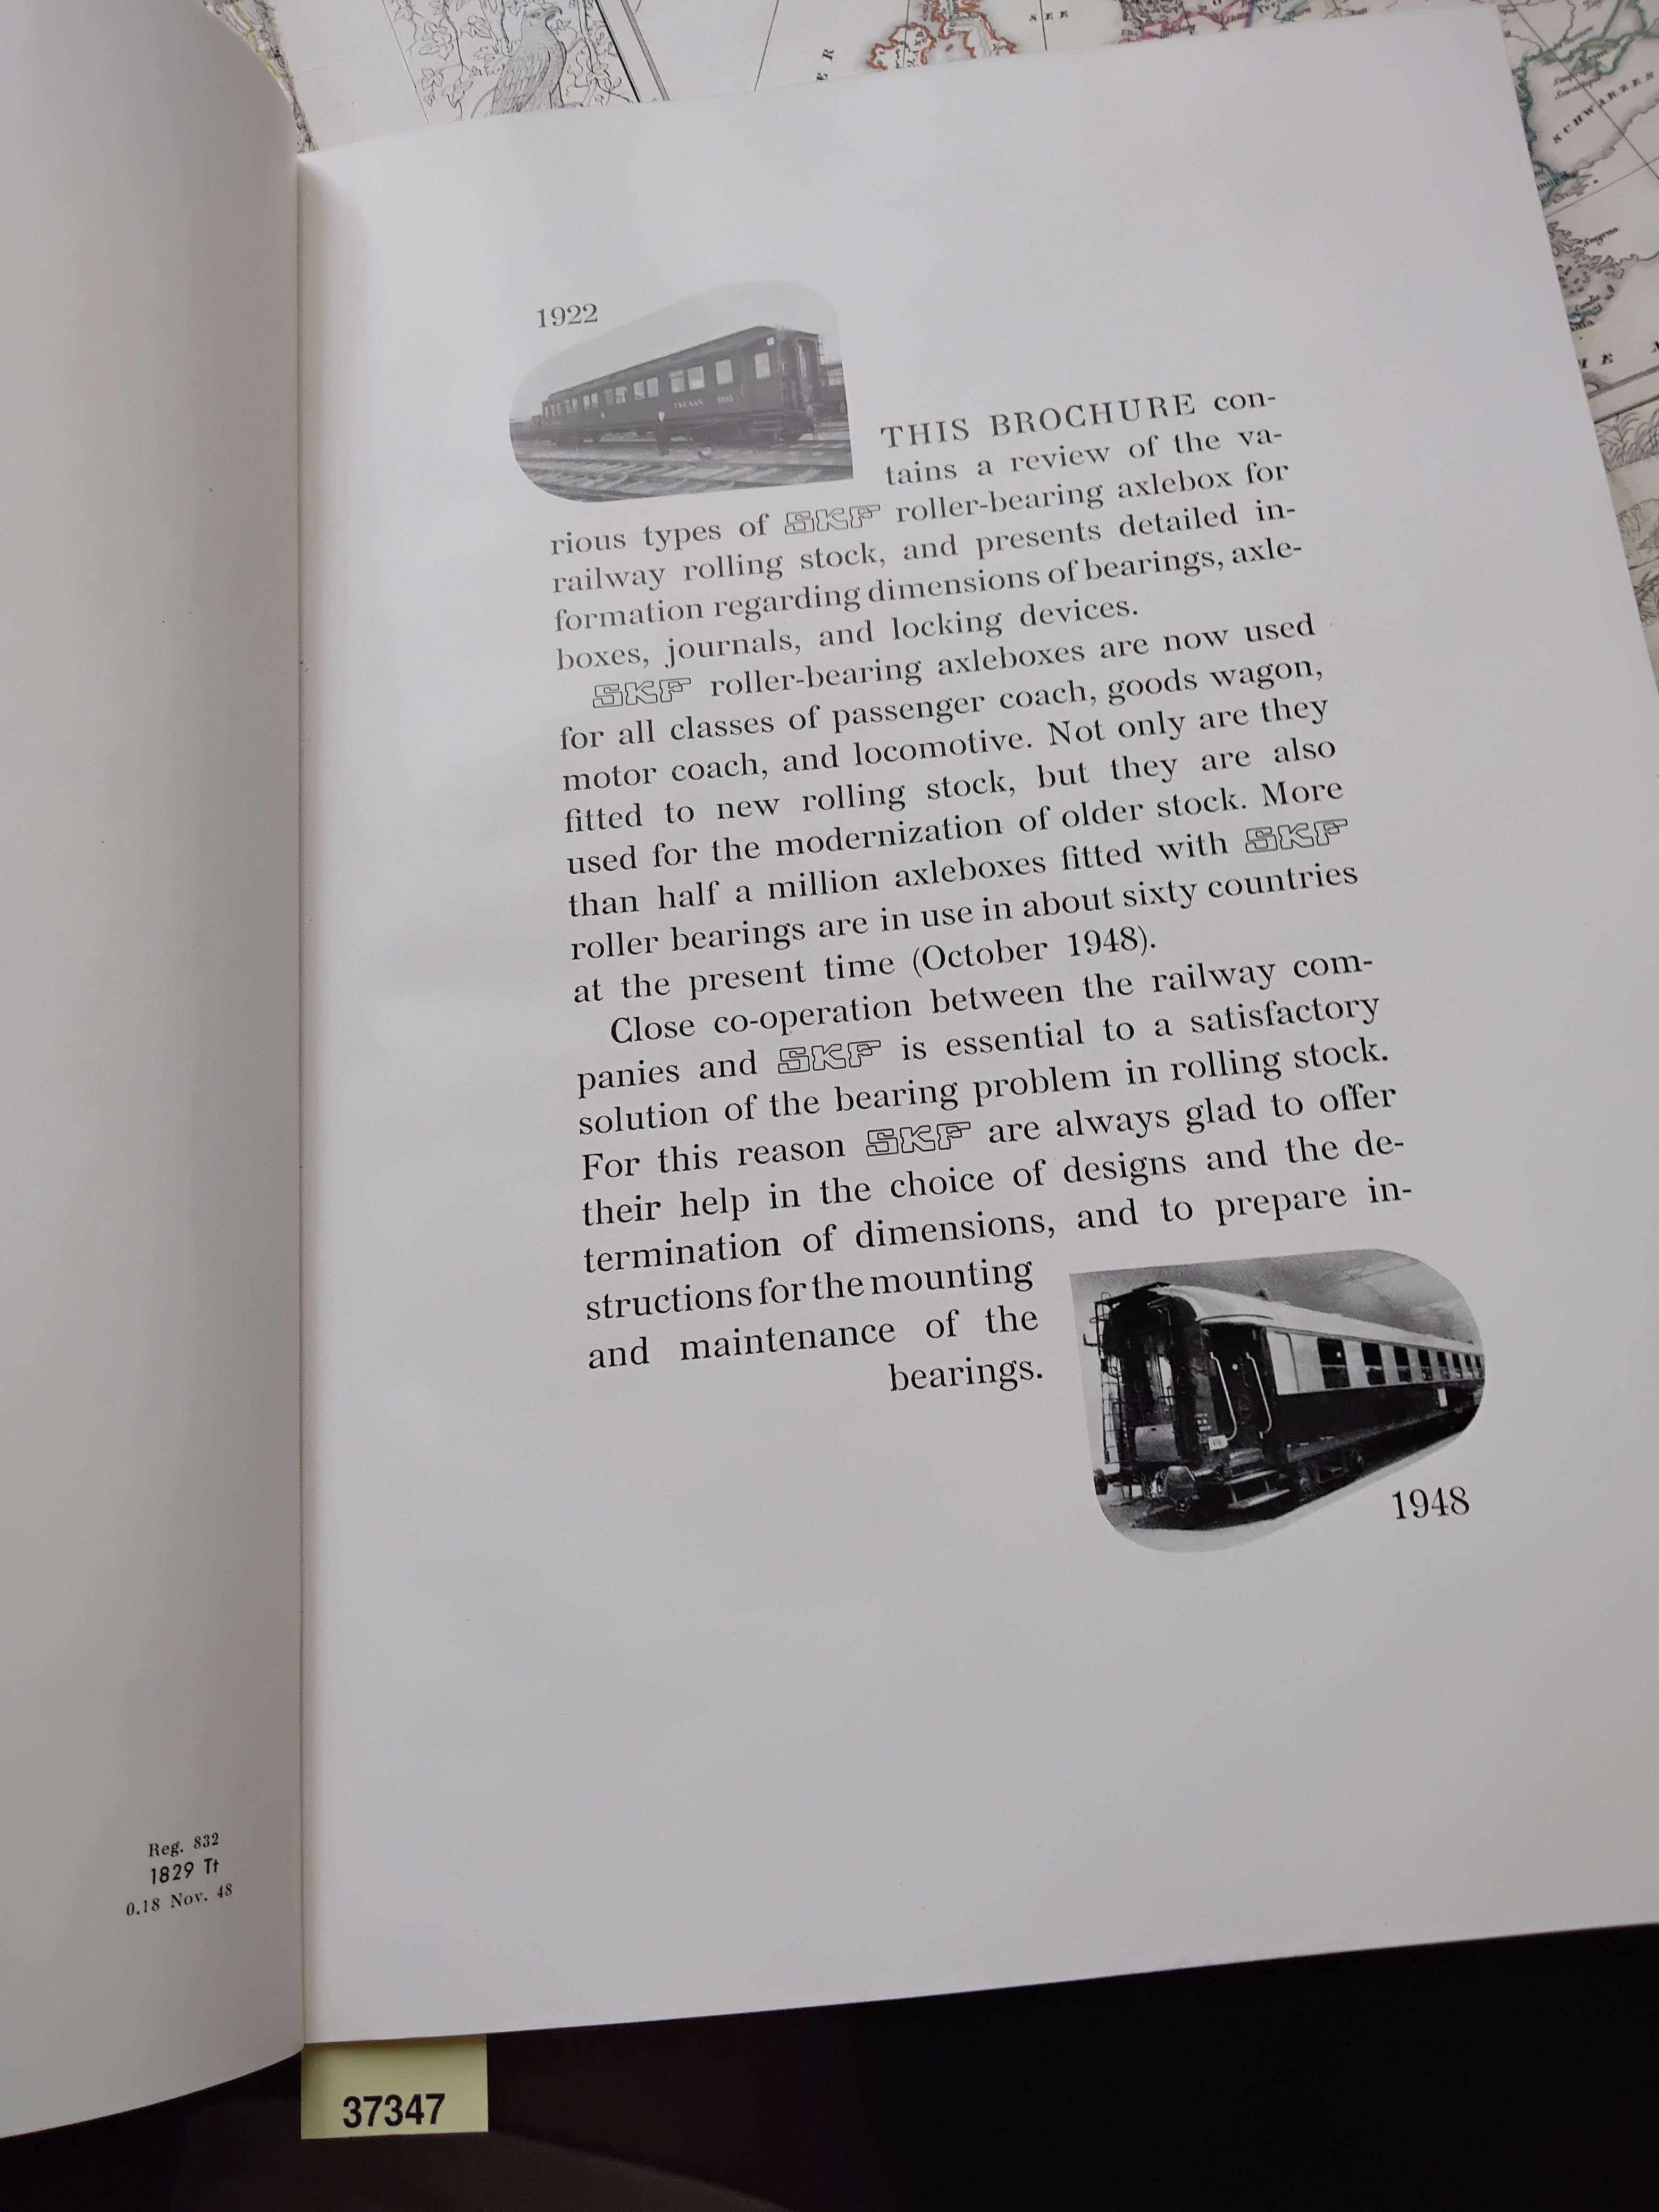 1922
THIS BROCHURE con-
tains a review of the va-
rious types of SKF roller-bearing axlebox for
railway rolling stock, and presents detailed in-
formation regarding dimensions of bearings, axle-
boxes, journals, and locking devices.
SKF roller-bearing axleboxes are now used
for all classes of passenger coach, goods wagon,
motor coach, and locomotive. Not only are they
fitted to new rolling stock, but they are also
used for the modernization of older stock. More
than half a million axleboxes fitted with SKF
roller bearings are in use in about sixty countries
at the present time (October 1948).
Close co-operation between the railway com-
panies and SKF is essential to a satisfactory
solution of the bearing problem in rolling stock.
For this reason SKF are always glad to offer
their help in the choice of designs and the de-
termination of dimensions, and to prepare in-
structions for the mounting
and maintenance of the
bearings.
1948
Reg. 832
1829 Tt
0.18 Nov. 48
37347
SEE
SCHWARZER
Smyrna
Candia